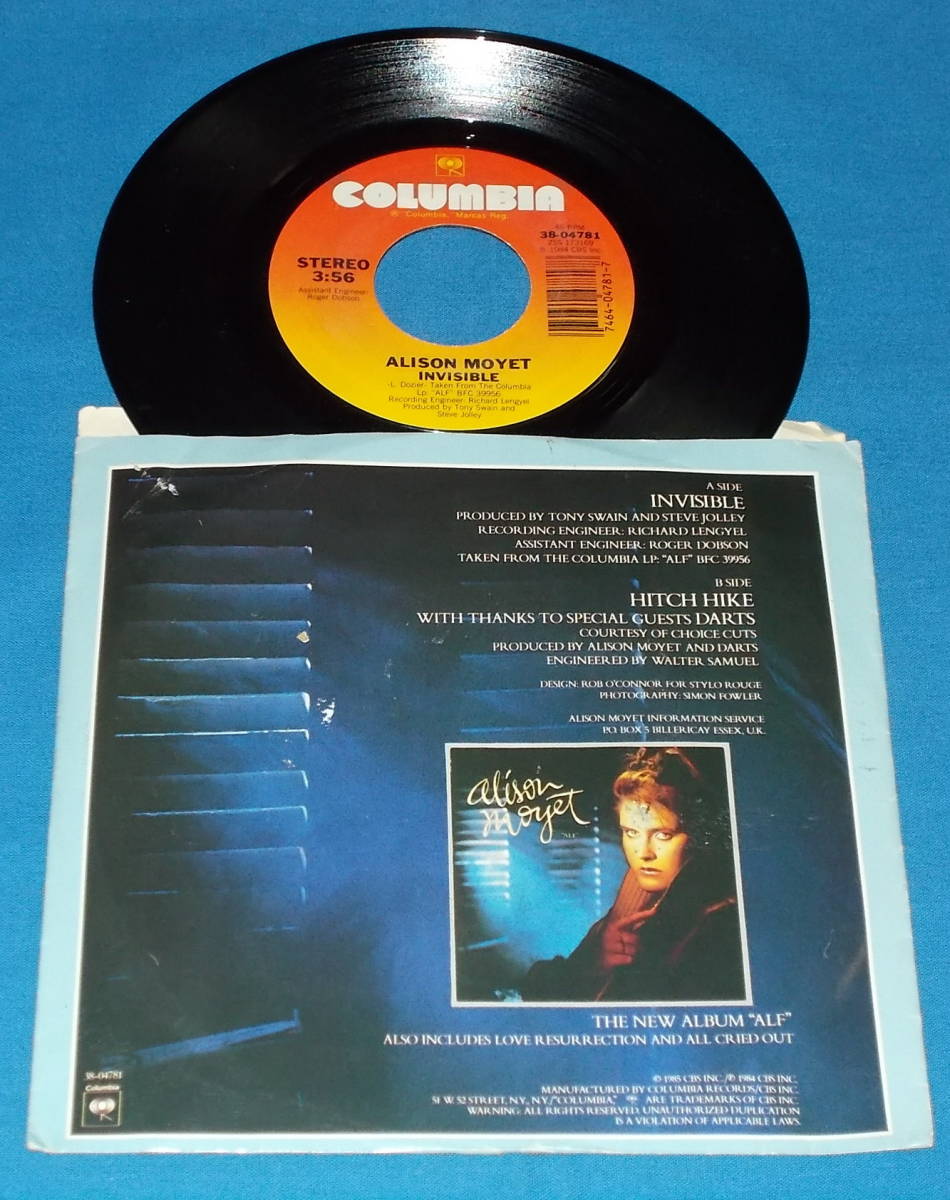 COLUMBIA
® "Columbia," Marcas Reg.
STEREO
3:56
Assistant Engineer:
Roger Dobson
45 RPM
38-04781
ZSS 173169
℗ 1984 CBS Inc.
7464-04781-7
ALISON MOYET
INVISIBLE
-L. Dozier- Taken From The Columbia
Lp: "ALF" BFC 39956
Recording Engineer: Richard Lengyel
Produced by Tony Swain and
Steve Jolley
A SIDE
INVISIBLE
PRODUCED BY TONY SWAIN AND STEVE JOLLEY
RECORDING ENGINEER: RICHARD LENGYEL
ASSISTANT ENGINEER: ROGER DOBSON
TAKEN FROM THE COLUMBIA LP: "ALF" BFC 39956
B SIDE
HITCH HIKE
WITH THANKS TO SPECIAL GUESTS DARTS
COURTESY OF CHOICE CUTS
PRODUCED BY ALISON MOYET AND DARTS
ENGINEERED BY WALTER SAMUEL
DESIGN: ROB O'CONNOR FOR STYLO ROUGE
PHOTOGRAPHY: SIMON FOWLER
ALISON MOYET INFORMATION SERVICE
P.O. BOX 5 BILLERICAY ESSEX, U.K.
alison
moyet
"ALF"
THE NEW ALBUM "ALF"
ALSO INCLUDES LOVE RESURRECTION AND ALL CRIED OUT
38-04781
Columbia
© 1985 CBS INC./℗ 1984 CBS INC.
MANUFACTURED BY COLUMBIA RECORDS/CBS INC.
51 W. 52 STREET, N.Y., N.Y./"COLUMBIA," ARE TRADEMARKS OF CBS INC.
WARNING: ALL RIGHTS RESERVED. UNAUTHORIZED DUPLICATION
IS A VIOLATION OF APPLICABLE LAWS.